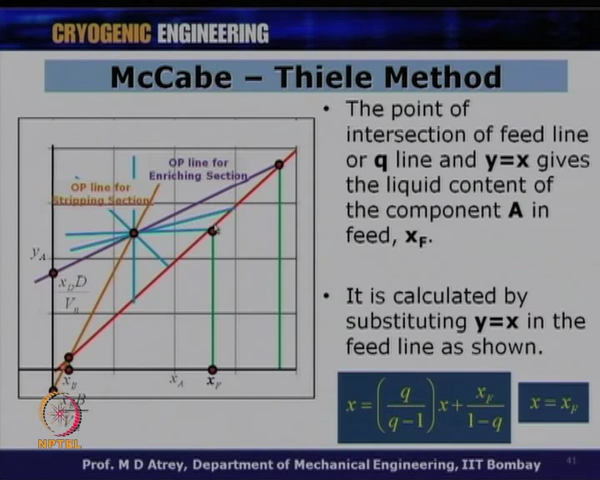 CRYOGENIC ENGINEERING
McCabe – Thiele Method
OP line for
Enriching Section
OP line for
Stripping Section
y_A
x_D D
V_n
x_B
x_A
x_F
NPTEL
• The point of
intersection of feed line
or q line and y=x gives
the liquid content of
the component A in
feed, x_F.
• It is calculated by
substituting y=x in the
feed line as shown.
x = (q/(q-1)) x + x_F/(1-q)
x = x_F
Prof. M D Atrey, Department of Mechanical Engineering, IIT Bombay
41